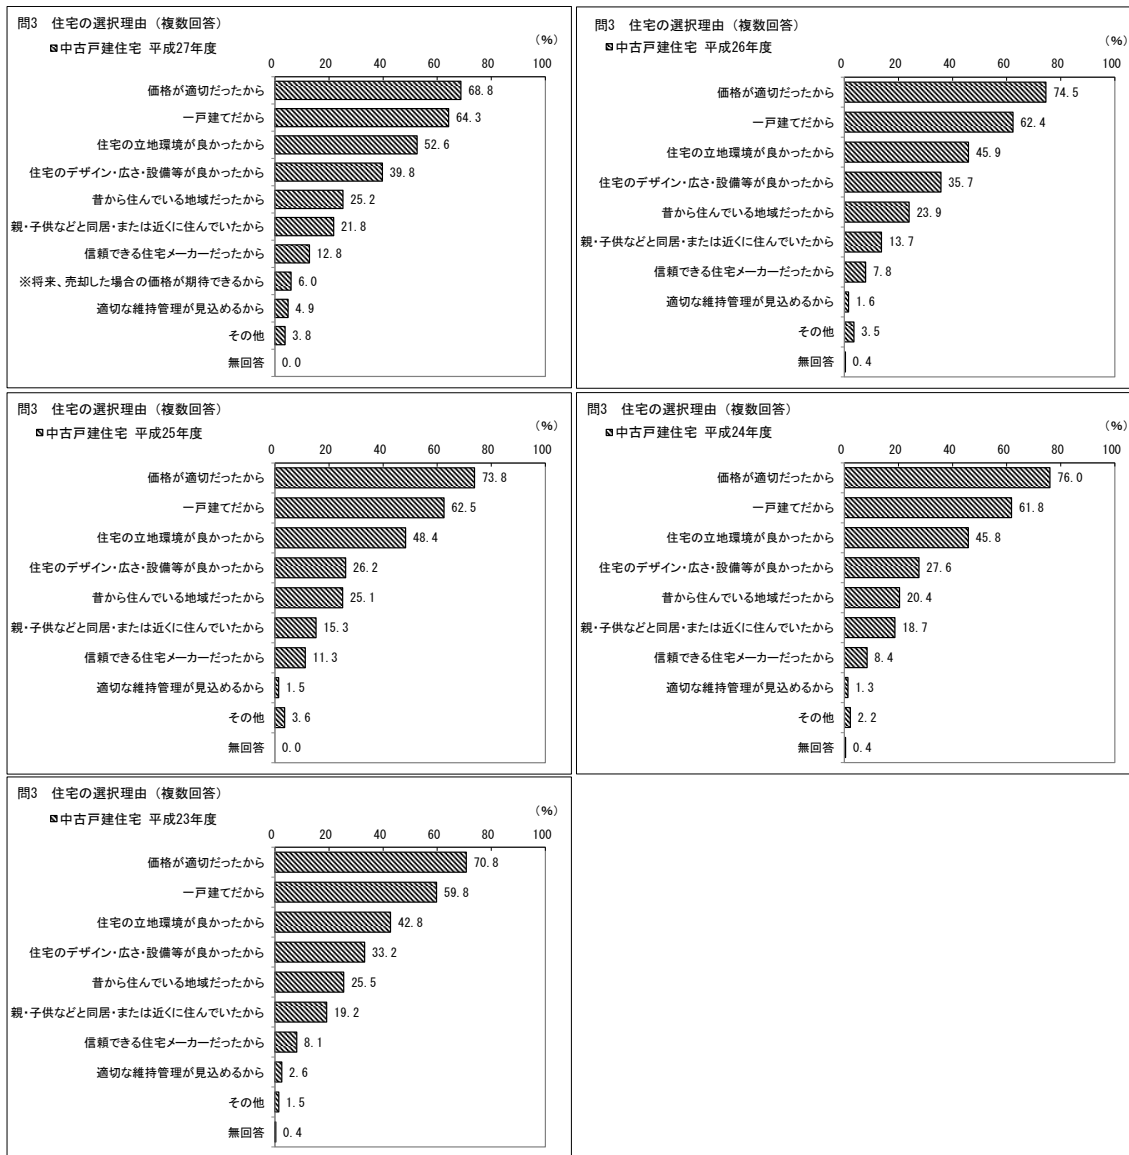 問3　住宅の選択理由（複数回答）
中古戸建住宅 平成27年度
(%)
0 20 40 60 80 100
価格が適切だったから 68.8
一戸建てだから 64.3
住宅の立地環境が良かったから 52.6
住宅のデザイン・広さ・設備等が良かったから 39.8
昔から住んでいる地域だったから 25.2
親・子供などと同居・または近くに住んでいたから 21.8
信頼できる住宅メーカーだったから 12.8
※将来、売却した場合の価格が期待できるから 6.0
適切な維持管理が見込めるから 4.9
その他 3.8
無回答 0.0
問3　住宅の選択理由（複数回答）
中古戸建住宅 平成26年度
(%)
0 20 40 60 80 100
価格が適切だったから 74.5
一戸建てだから 62.4
住宅の立地環境が良かったから 45.9
住宅のデザイン・広さ・設備等が良かったから 35.7
昔から住んでいる地域だったから 23.9
親・子供などと同居・または近くに住んでいたから 13.7
信頼できる住宅メーカーだったから 7.8
適切な維持管理が見込めるから 1.6
その他 3.5
無回答 0.4
問3　住宅の選択理由（複数回答）
中古戸建住宅 平成25年度
(%)
0 20 40 60 80 100
価格が適切だったから 73.8
一戸建てだから 62.5
住宅の立地環境が良かったから 48.4
住宅のデザイン・広さ・設備等が良かったから 26.2
昔から住んでいる地域だったから 25.1
親・子供などと同居・または近くに住んでいたから 15.3
信頼できる住宅メーカーだったから 11.3
適切な維持管理が見込めるから 1.5
その他 3.6
無回答 0.0
問3　住宅の選択理由（複数回答）
中古戸建住宅 平成24年度
(%)
0 20 40 60 80 100
価格が適切だったから 76.0
一戸建てだから 61.8
住宅の立地環境が良かったから 45.8
住宅のデザイン・広さ・設備等が良かったから 27.6
昔から住んでいる地域だったから 20.4
親・子供などと同居・または近くに住んでいたから 18.7
信頼できる住宅メーカーだったから 8.4
適切な維持管理が見込めるから 1.3
その他 2.2
無回答 0.4
問3　住宅の選択理由（複数回答）
中古戸建住宅 平成23年度
(%)
0 20 40 60 80 100
価格が適切だったから 70.8
一戸建てだから 59.8
住宅の立地環境が良かったから 42.8
住宅のデザイン・広さ・設備等が良かったから 33.2
昔から住んでいる地域だったから 25.5
親・子供などと同居・または近くに住んでいたから 19.2
信頼できる住宅メーカーだったから 8.1
適切な維持管理が見込めるから 2.6
その他 1.5
無回答 0.4